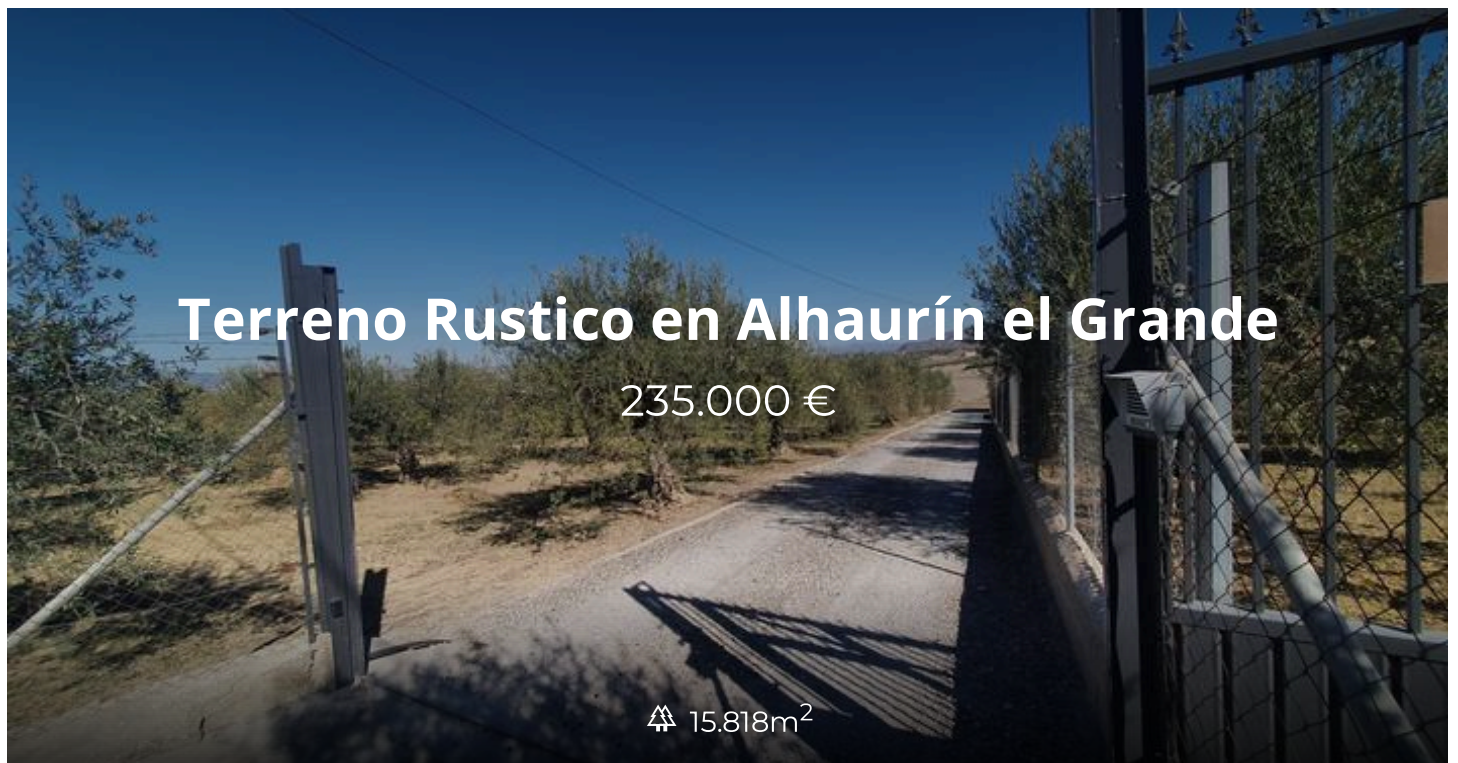 Terreno Rustico en Alhaurín el Grande
235.000 €
15.818m²